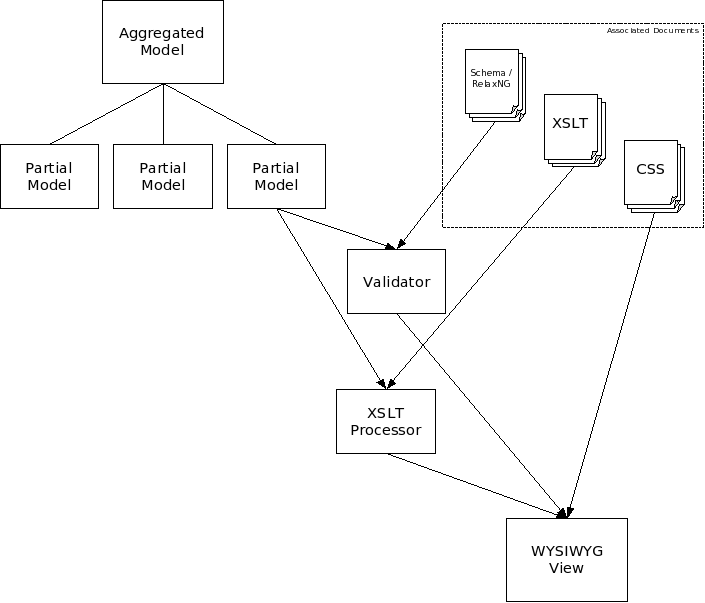 Aggregated
Model
Associated Documents
Schema /
RelaxNG
XSLT
CSS
Partial
Model
Partial
Model
Partial
Model
Validator
XSLT
Processor
WYSIWYG
View